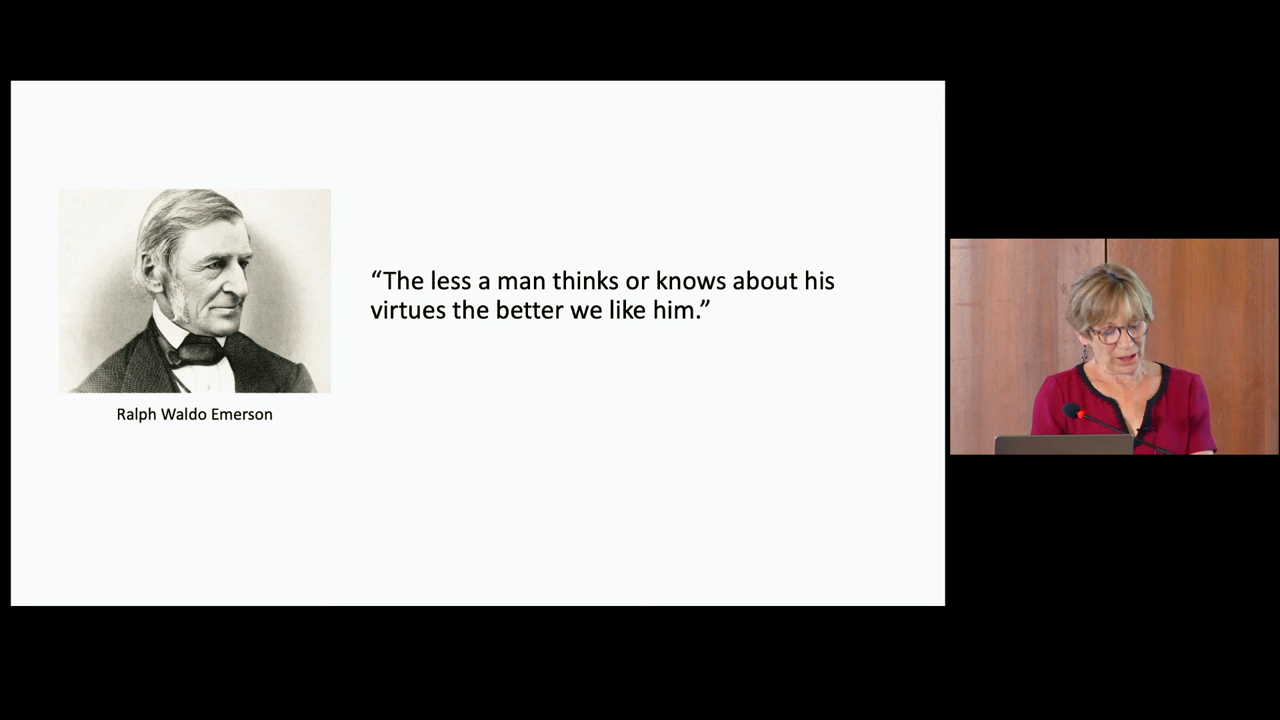 “The less a man thinks or knows about his
virtues the better we like him.”
Ralph Waldo Emerson